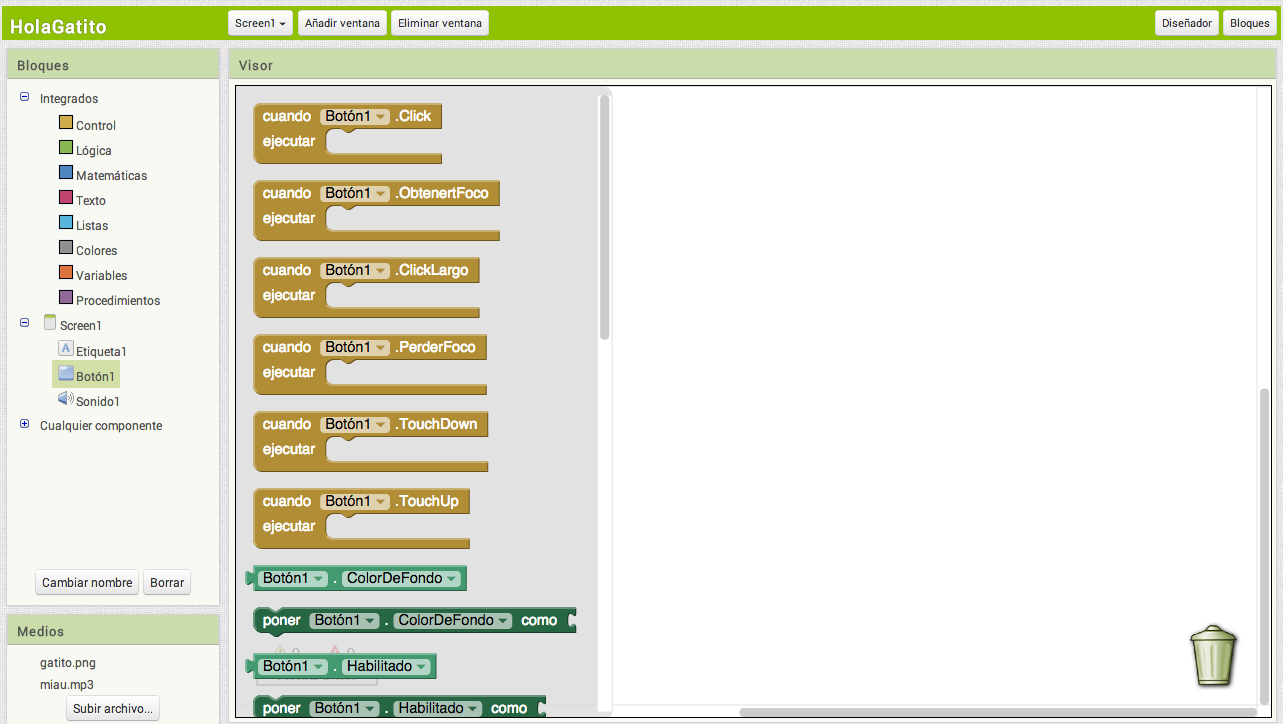 HolaGatito
Screen1
Añadir ventana
Eliminar ventana
Diseñador
Bloques
Bloques
Integrados
Control
Lógica
Matemáticas
Texto
Listas
Colores
Variables
Procedimientos
Screen1
A Etiqueta1
Botón1
Sonido1
Cualquier componente
Cambiar nombre
Borrar
Medios
gatito.png
miau.mp3
Subir archivo...
Visor
cuando Botón1 .Click
ejecutar
cuando Botón1 .ObtenertFoco
ejecutar
cuando Botón1 .ClickLargo
ejecutar
cuando Botón1 .PerderFoco
ejecutar
cuando Botón1 .TouchDown
ejecutar
cuando Botón1 .TouchUp
ejecutar
Botón1 . ColorDeFondo
poner Botón1 . ColorDeFondo como
Botón1 . Habilitado
poner Botón1 . Habilitado como